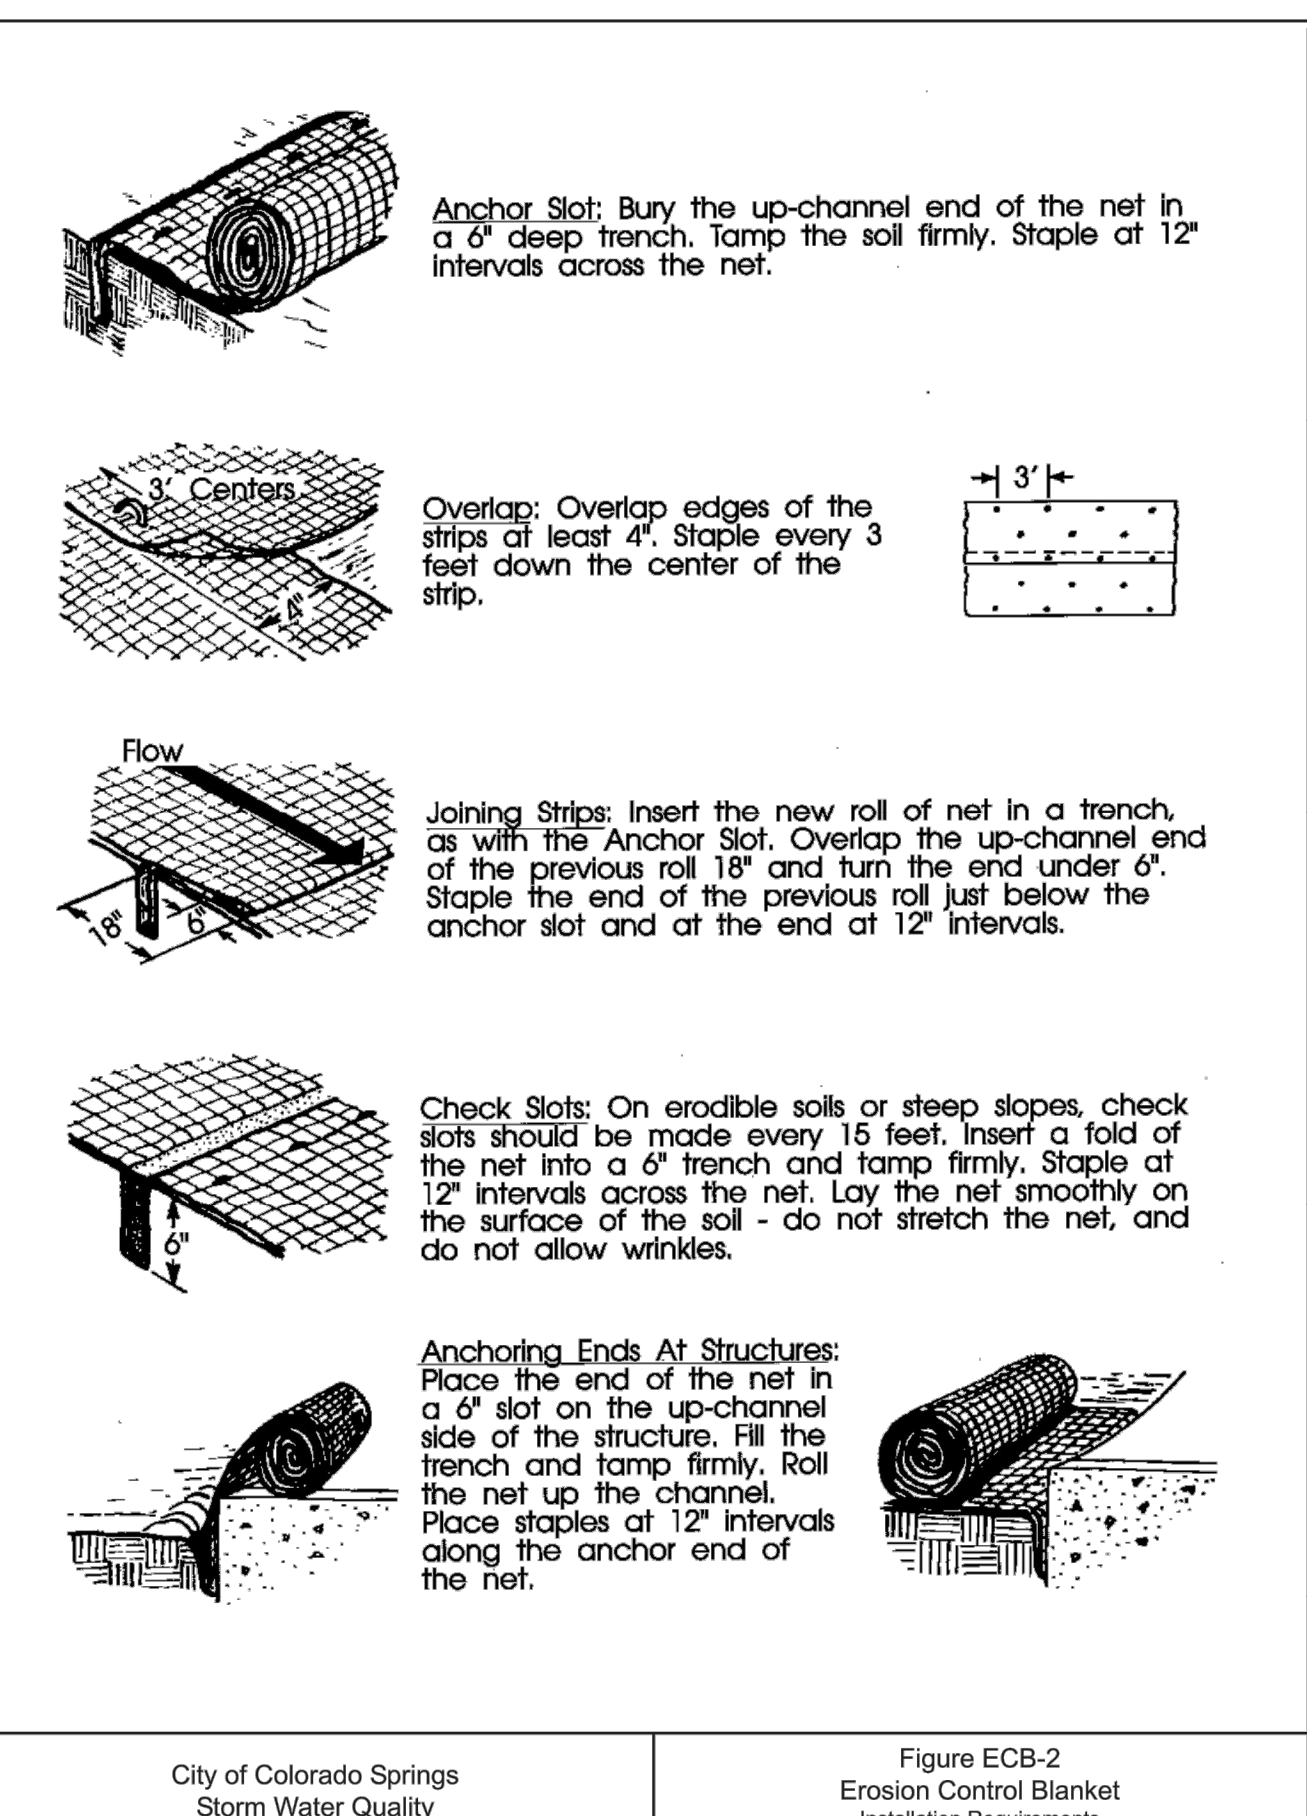 Anchor Slot: Bury the up-channel end of the net in
a 6" deep trench. Tamp the soil firmly. Staple at 12"
intervals across the net.
3' Centers
4"
Overlap: Overlap edges of the
strips at least 4". Staple every 3
feet down the center of the
strip.
3'
Flow
18"
6"
Joining Strips: Insert the new roll of net in a trench,
as with the Anchor Slot. Overlap the up-channel end
of the previous roll 18" and turn the end under 6".
Staple the end of the previous roll just below the
anchor slot and at the end at 12" intervals.
6"
Check Slots: On erodible soils or steep slopes, check
slots should be made every 15 feet. Insert a fold of
the net into a 6" trench and tamp firmly. Staple at
12" intervals across the net. Lay the net smoothly on
the surface of the soil - do not stretch the net, and
do not allow wrinkles.
Anchoring Ends At Structures:
Place the end of the net in
a 6" slot on the up-channel
side of the structure. Fill the
trench and tamp firmly. Roll
the net up the channel.
Place staples at 12" intervals
along the anchor end of
the net.
City of Colorado Springs
Storm Water Quality
Figure ECB-2
Erosion Control Blanket
Installation Requirements